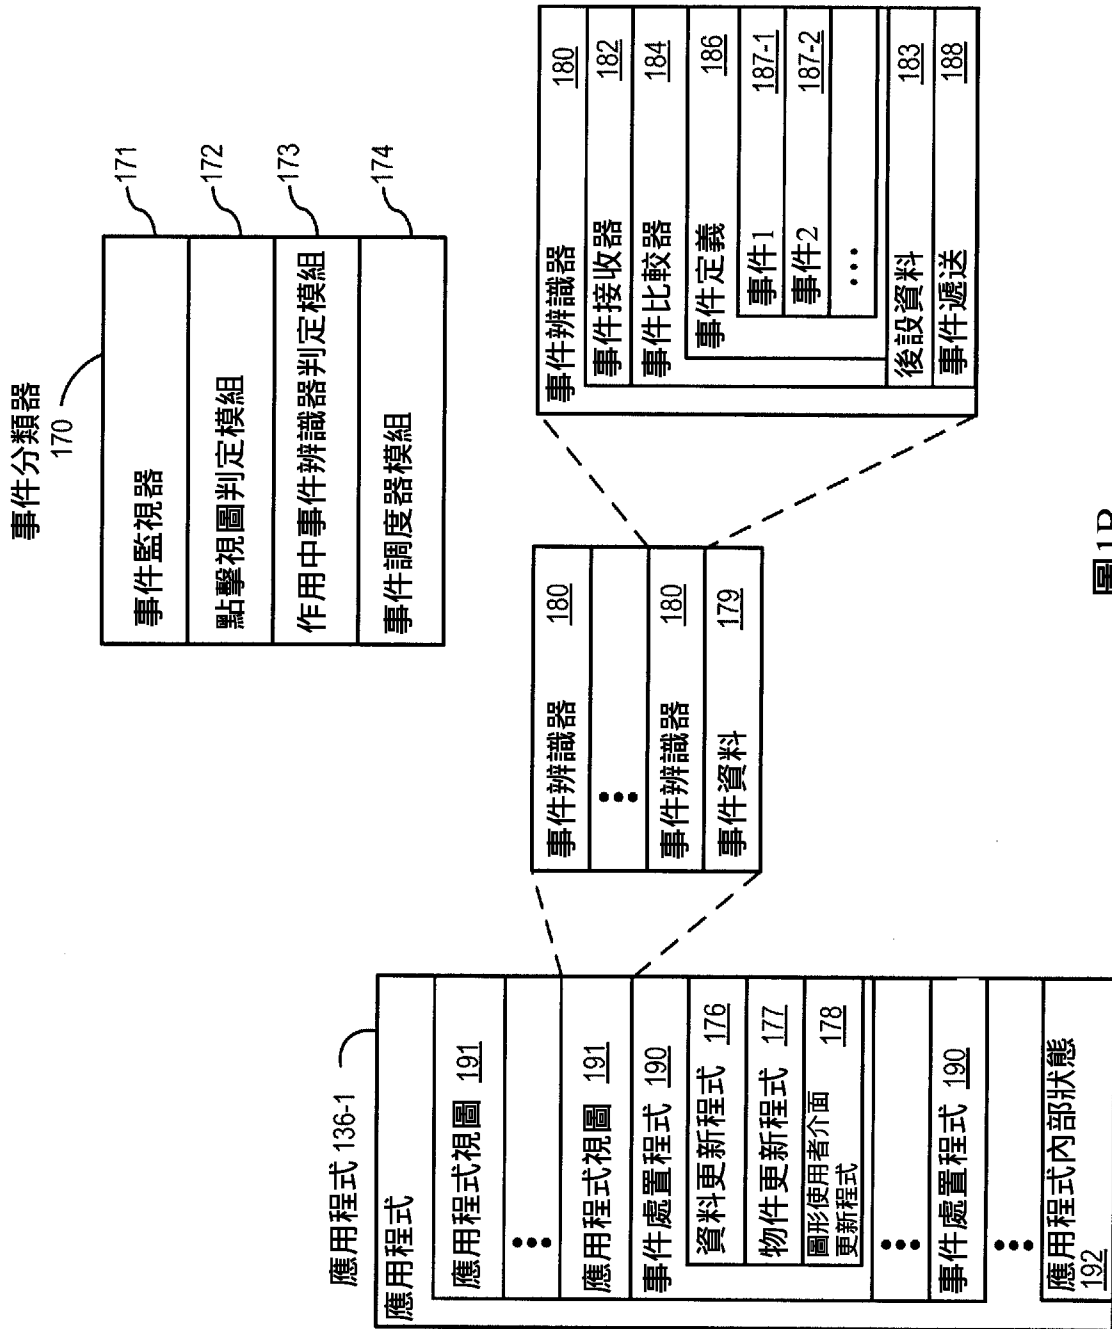 事件分類器
170
事件監視器
171
點擊視圖判定模組
172
作用中事件辨識器判定模組
173
事件調度器模組
174
應用程式 136-1
應用程式
應用程式視圖 191
•••
應用程式視圖 191
事件處置程式 190
資料更新程式 176
物件更新程式 177
圖形使用者介面
更新程式 178
•••
事件處置程式 190
•••
應用程式內部狀態
192
事件辨識器 180
•••
事件辨識器 180
事件資料 179
事件辨識器 180
事件接收器 182
事件比較器 184
事件定義 186
事件1 187-1
事件2 187-2
•••
後設資料 183
事件遞送 188
圖1B